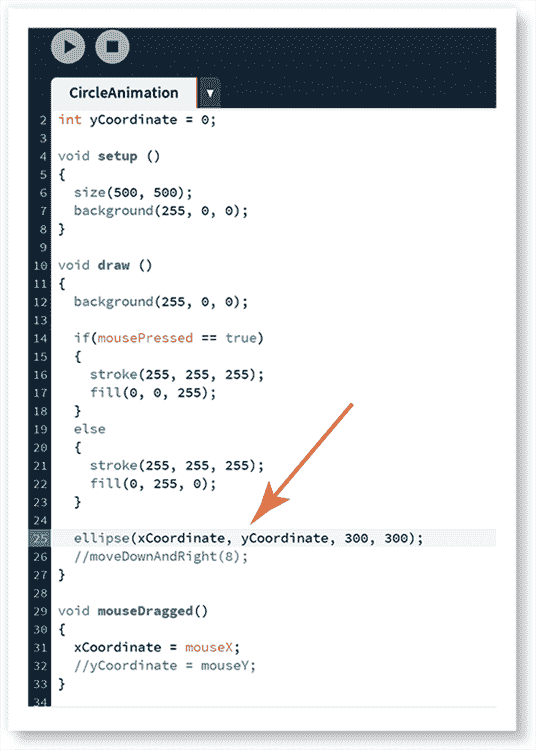 CircleAnimation ▼
2 int yCoordinate = 0;
3
4 void setup ()
5 {
6   size(500, 500);
7   background(255, 0, 0);
8 }
9
10 void draw ()
11 {
12   background(255, 0, 0);
13
14   if(mousePressed == true)
15   {
16     stroke(255, 255, 255);
17     fill(0, 0, 255);
18   }
19   else
20   {
21     stroke(255, 255, 255);
22     fill(0, 255, 0);
23   }
24
25   ellipse(xCoordinate, yCoordinate, 300, 300);
26   //moveDownAndRight(8);
27 }
28
29 void mouseDragged()
30 {
31   xCoordinate = mouseX;
32   //yCoordinate = mouseY;
33 }
34